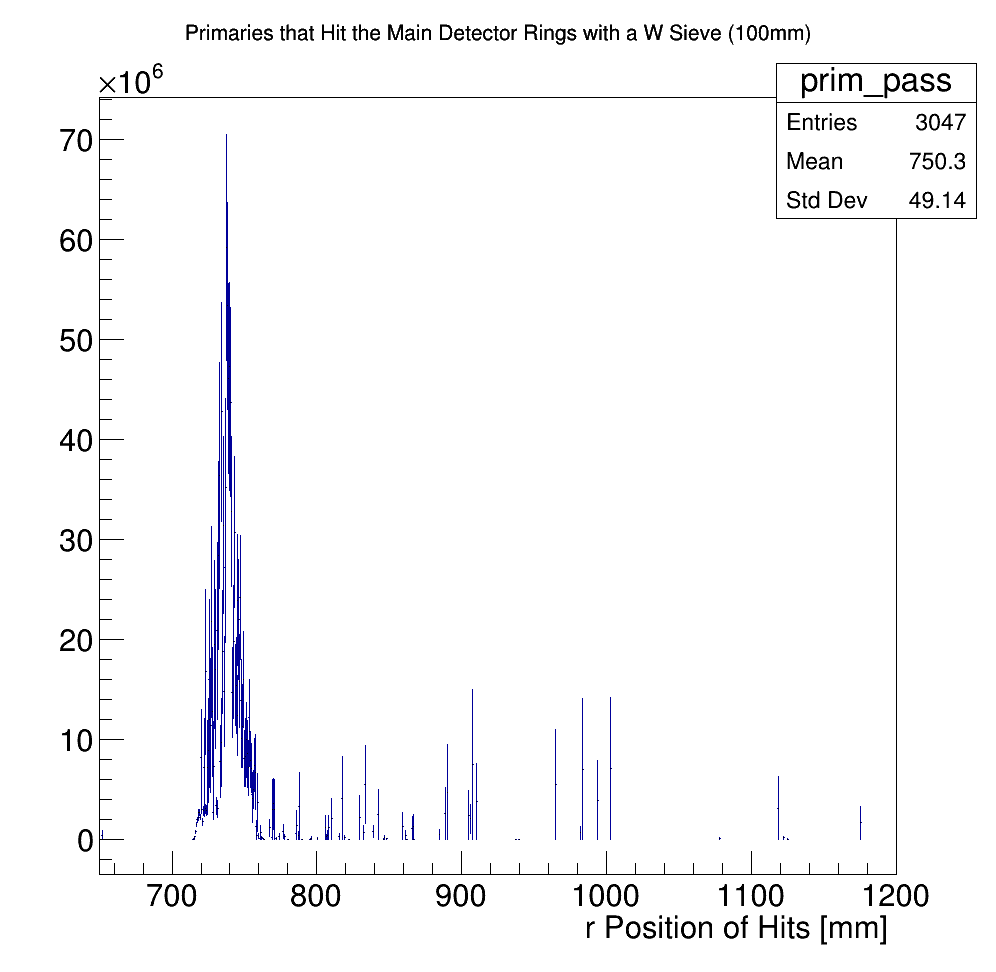 Primaries that Hit the Main Detector Rings with a W Sieve (100mm)
×10⁶
prim_pass
Entries 3047
Mean 750.3
Std Dev 49.14
70
60
50
40
30
20
10
0
700 800 900 1000 1100 1200
r Position of Hits [mm]